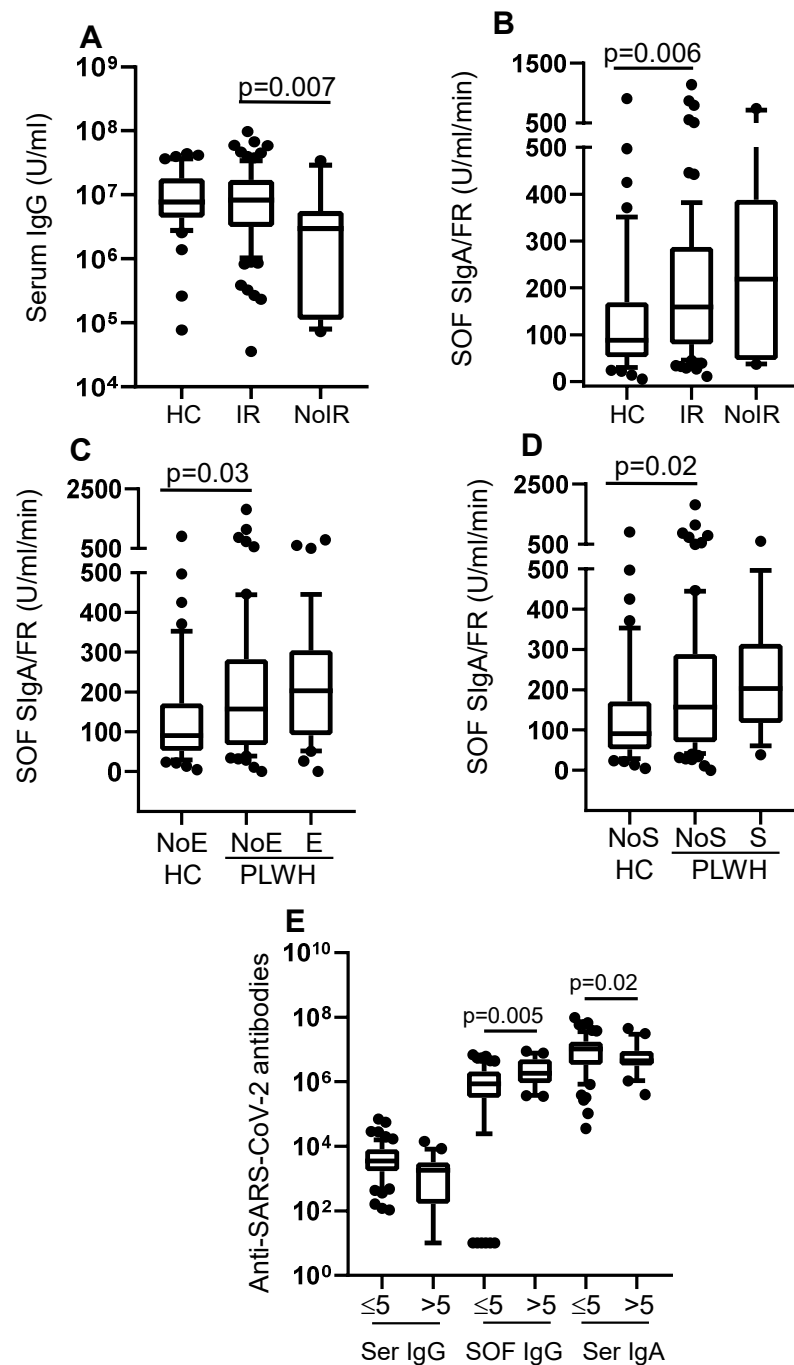 A
Serum IgG (U/ml)
10⁹
10⁸
10⁷
10⁶
10⁵
10⁴
p=0.007
HC IR NoIR
B
SOF SIgA/FR (U/ml/min)
1500
500
500
400
300
200
100
0
p=0.006
HC IR NoIR
C
SOF SIgA/FR (U/ml/min)
2500
500
500
400
300
200
100
0
p=0.03
NoE NoE E
HC PLWH
D
SOF SIgA/FR (U/ml/min)
2500
500
500
400
300
200
100
0
p=0.02
NoS NoS S
HC PLWH
E
Anti-SARS-CoV-2 antibodies
10¹⁰
10⁸
10⁶
10⁴
10²
10⁰
p=0.005
p=0.02
≤5 >5 ≤5 >5 ≤5 >5
Ser IgG SOF IgG Ser IgA